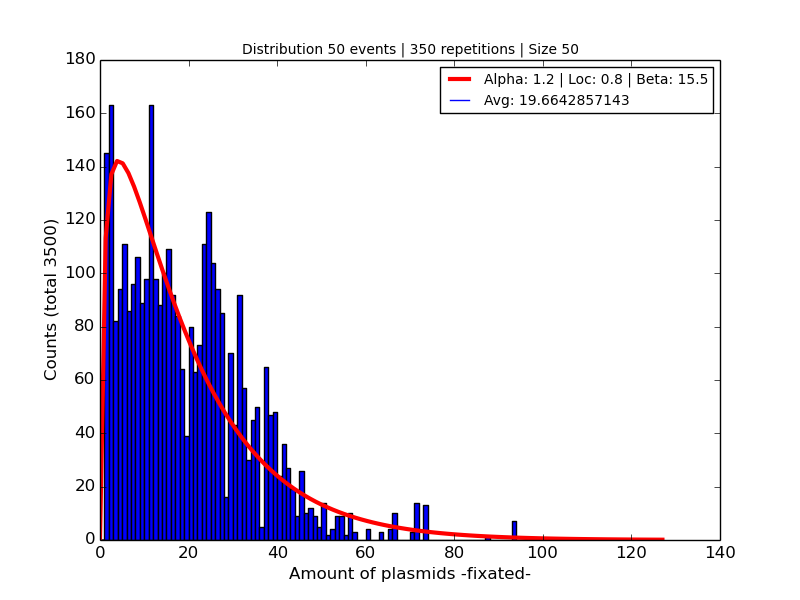 Distribution 50 events | 350 repetitions | Size 50
Alpha: 1.2 | Loc: 0.8 | Beta: 15.5
Avg: 19.6642857143
180
160
140
120
100
80
60
40
20
0
Counts (total 3500)
0 20 40 60 80 100 120 140
Amount of plasmids -fixated-